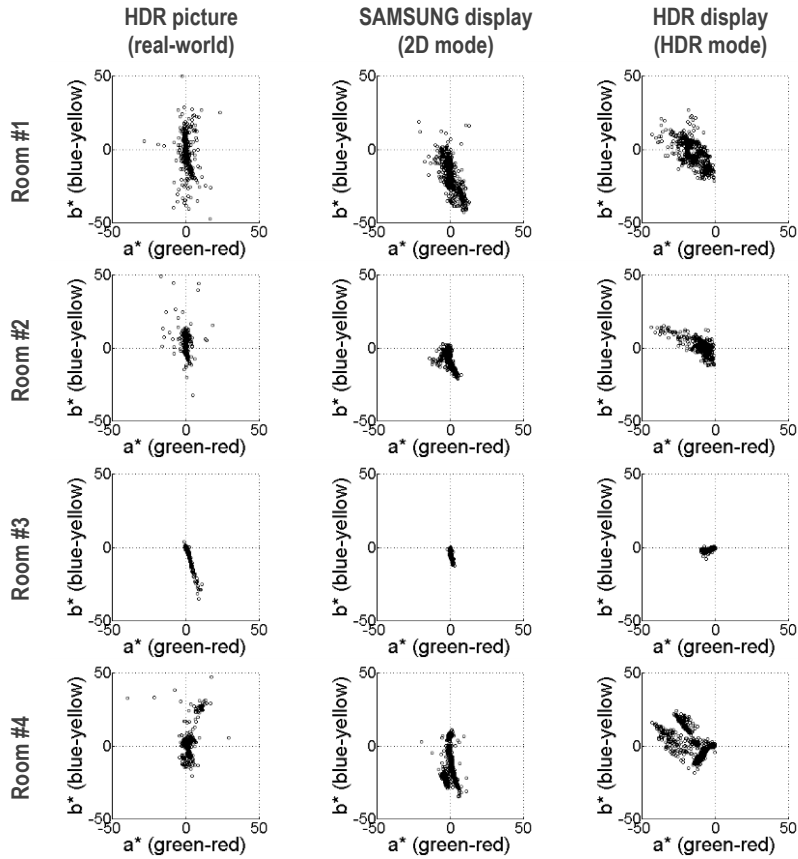 HDR picture
(real-world)
SAMSUNG display
(2D mode)
HDR display
(HDR mode)
Room #1
50
0
-50
b* (blue-yellow)
-50 0 50
a* (green-red)
50
0
-50
b* (blue-yellow)
-50 0 50
a* (green-red)
50
0
-50
b* (blue-yellow)
-50 0 50
a* (green-red)
Room #2
50
0
-50
b* (blue-yellow)
-50 0 50
a* (green-red)
50
0
-50
b* (blue-yellow)
-50 0 50
a* (green-red)
50
0
-50
b* (blue-yellow)
-50 0 50
a* (green-red)
Room #3
50
0
-50
b* (blue-yellow)
-50 0 50
a* (green-red)
50
0
-50
b* (blue-yellow)
-50 0 50
a* (green-red)
50
0
-50
b* (blue-yellow)
-50 0 50
a* (green-red)
Room #4
50
0
-50
b* (blue-yellow)
-50 0 50
a* (green-red)
50
0
-50
b* (blue-yellow)
-50 0 50
a* (green-red)
50
0
-50
b* (blue-yellow)
-50 0 50
a* (green-red)